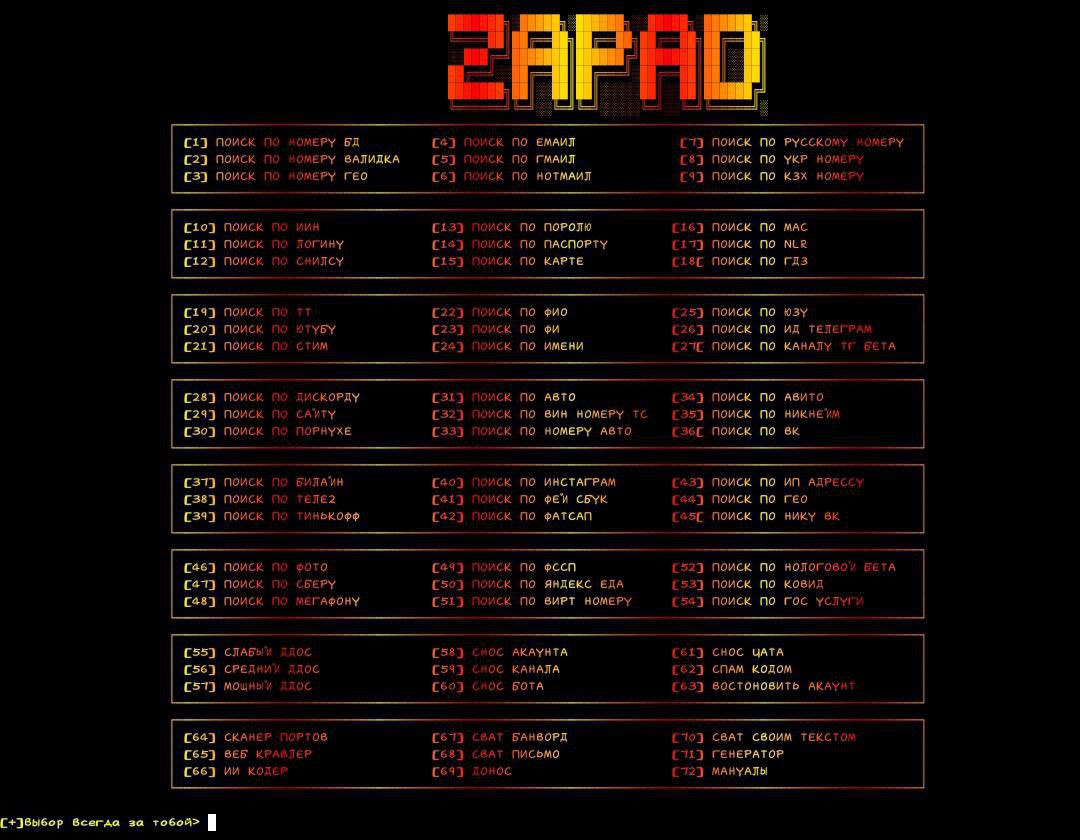 ZAPAD
[1] ПОИСК ПО НОМЕРУ БД [4] ПОИСК ПО ЕМАИЛ [7] ПОИСК ПО РУССКОМУ НОМЕРУ
[2] ПОИСК ПО НОМЕРУ ВАЛИДКА [5] ПОИСК ПО ГМАИЛ [8] ПОИСК ПО УКР НОМЕРУ
[3] ПОИСК ПО НОМЕРУ ГЕО [6] ПОИСК ПО НОТМАИЛ [9] ПОИСК ПО КЗХ НОМЕРУ
[10] ПОИСК ПО ИИН [13] ПОИСК ПО ПОРОЛЮ [16] ПОИСК ПО МАС
[11] ПОИСК ПО ЛОГИНУ [14] ПОИСК ПО ПАСПОРТУ [17] ПОИСК ПО NLR
[12] ПОИСК ПО СНИЛСУ [15] ПОИСК ПО КАРТЕ [18[ ПОИСК ПО ГДЗ
[19] ПОИСК ПО ТТ [22] ПОИСК ПО ФИО [25] ПОИСК ПО ЮЗУ
[20] ПОИСК ПО ЮТУБУ [23] ПОИСК ПО ФИ [26] ПОИСК ПО ИД ТЕЛЕГРАМ
[21] ПОИСК ПО СТИМ [24] ПОИСК ПО ИМЕНИ [27[ ПОИСК ПО КАНАЛУ ТГ БЕТА
[28] ПОИСК ПО ДИСКОРДУ [31] ПОИСК ПО АВТО [34] ПОИСК ПО АВИТО
[29] ПОИСК ПО САЙТУ [32] ПОИСК ПО ВИН НОМЕРУ ТС [35] ПОИСК ПО НИКНЕЙМ
[30] ПОИСК ПО ПОРНУХЕ [33] ПОИСК ПО НОМЕРУ АВТО [36[ ПОИСК ПО ВК
[37] ПОИСК ПО БИЛАЙН [40] ПОИСК ПО ИНСТАГРАМ [43] ПОИСК ПО ИП АДРЕССУ
[38] ПОИСК ПО ТЕЛЕ2 [41] ПОИСК ПО ФЕЙ СБУК [44] ПОИСК ПО ГЕО
[39] ПОИСК ПО ТИНЬКОФФ [42] ПОИСК ПО ФАТСАП [45[ ПОИСК ПО НИКУ ВК
[46] ПОИСК ПО ФОТО [49] ПОИСК ПО ФССП [52] ПОИСК ПО НОЛОГОВОЙ БЕТА
[47] ПОИСК ПО СБЕРУ [50] ПОИСК ПО ЯНДЕКС ЕДА [53] ПОИСК ПО КОВИД
[48] ПОИСК ПО МЕГАФОНУ [51] ПОИСК ПО ВИРТ НОМЕРУ [54] ПОИСК ПО ГОС УСЛУГИ
[55] СЛАБЫЙ ДДОС [58] СНОС АКАУНТА [61] СНОС ЦАТА
[56] СРЕДНИЙ ДДОС [59] СНОС КАНАЛА [62] СПАМ КОДОМ
[57] МОЩНЫЙ ДДОС [60] СНОС БОТА [63] ВОСТОНОВИТЬ АКАУНТ
[64] СКАНЕР ПОРТОВ [67] СВАТ БАНВОРД [70] СВАТ СВОИМ ТЕКСТОМ
[65] ВЕБ КРАВЛЕР [68] СВАТ ПИСЬМО [71] ГЕНЕРАТОР
[66] ИИ КОДЕР [69] ДОНОС [72] МАНУАЛЫ
[+]Выбор всегда за тобой>